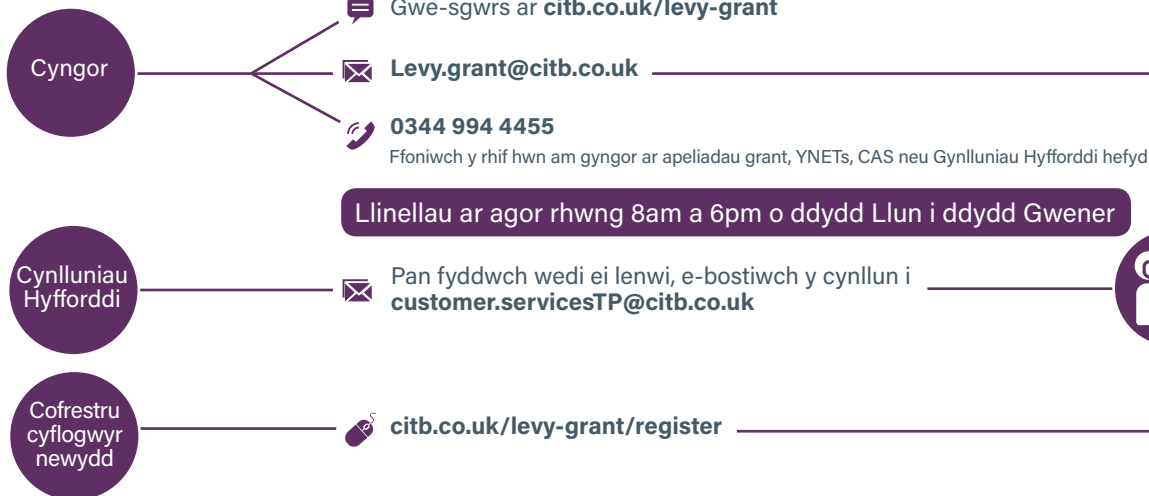 Gwe-sgwrs ar citb.co.uk/levy-grant
Cyngor
Levy.grant@citb.co.uk
0344 994 4455
Ffoniwch y rhif hwn am gyngor ar apeliadau grant, YNETs, CAS neu Gynlluniau Hyfforddi hefyd
Llinellau ar agor rhwng 8am a 6pm o ddydd Llun i ddydd Gwener
Cynlluniau
Hyfforddi
Pan fyddwch wedi ei lenwi, e-bostiwch y cynllun i
customer.servicesTP@citb.co.uk
Cofrestru
cyflogwyr
newydd
citb.co.uk/levy-grant/register